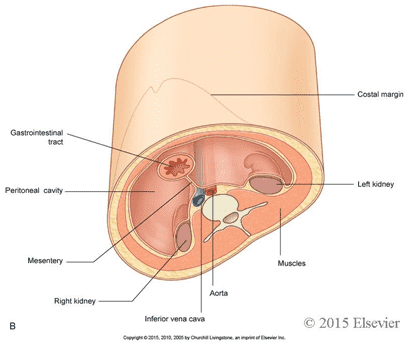 Costal margin
Gastrointestinal
tract
Peritoneal cavity
Left kidney
Mesentery
Muscles
Right kidney
Aorta
Inferior vena cava
B
© 2015 Elsevier
Copyright © 2015, 2010, 2005 by Churchill Livingstone, an imprint of Elsevier Inc.